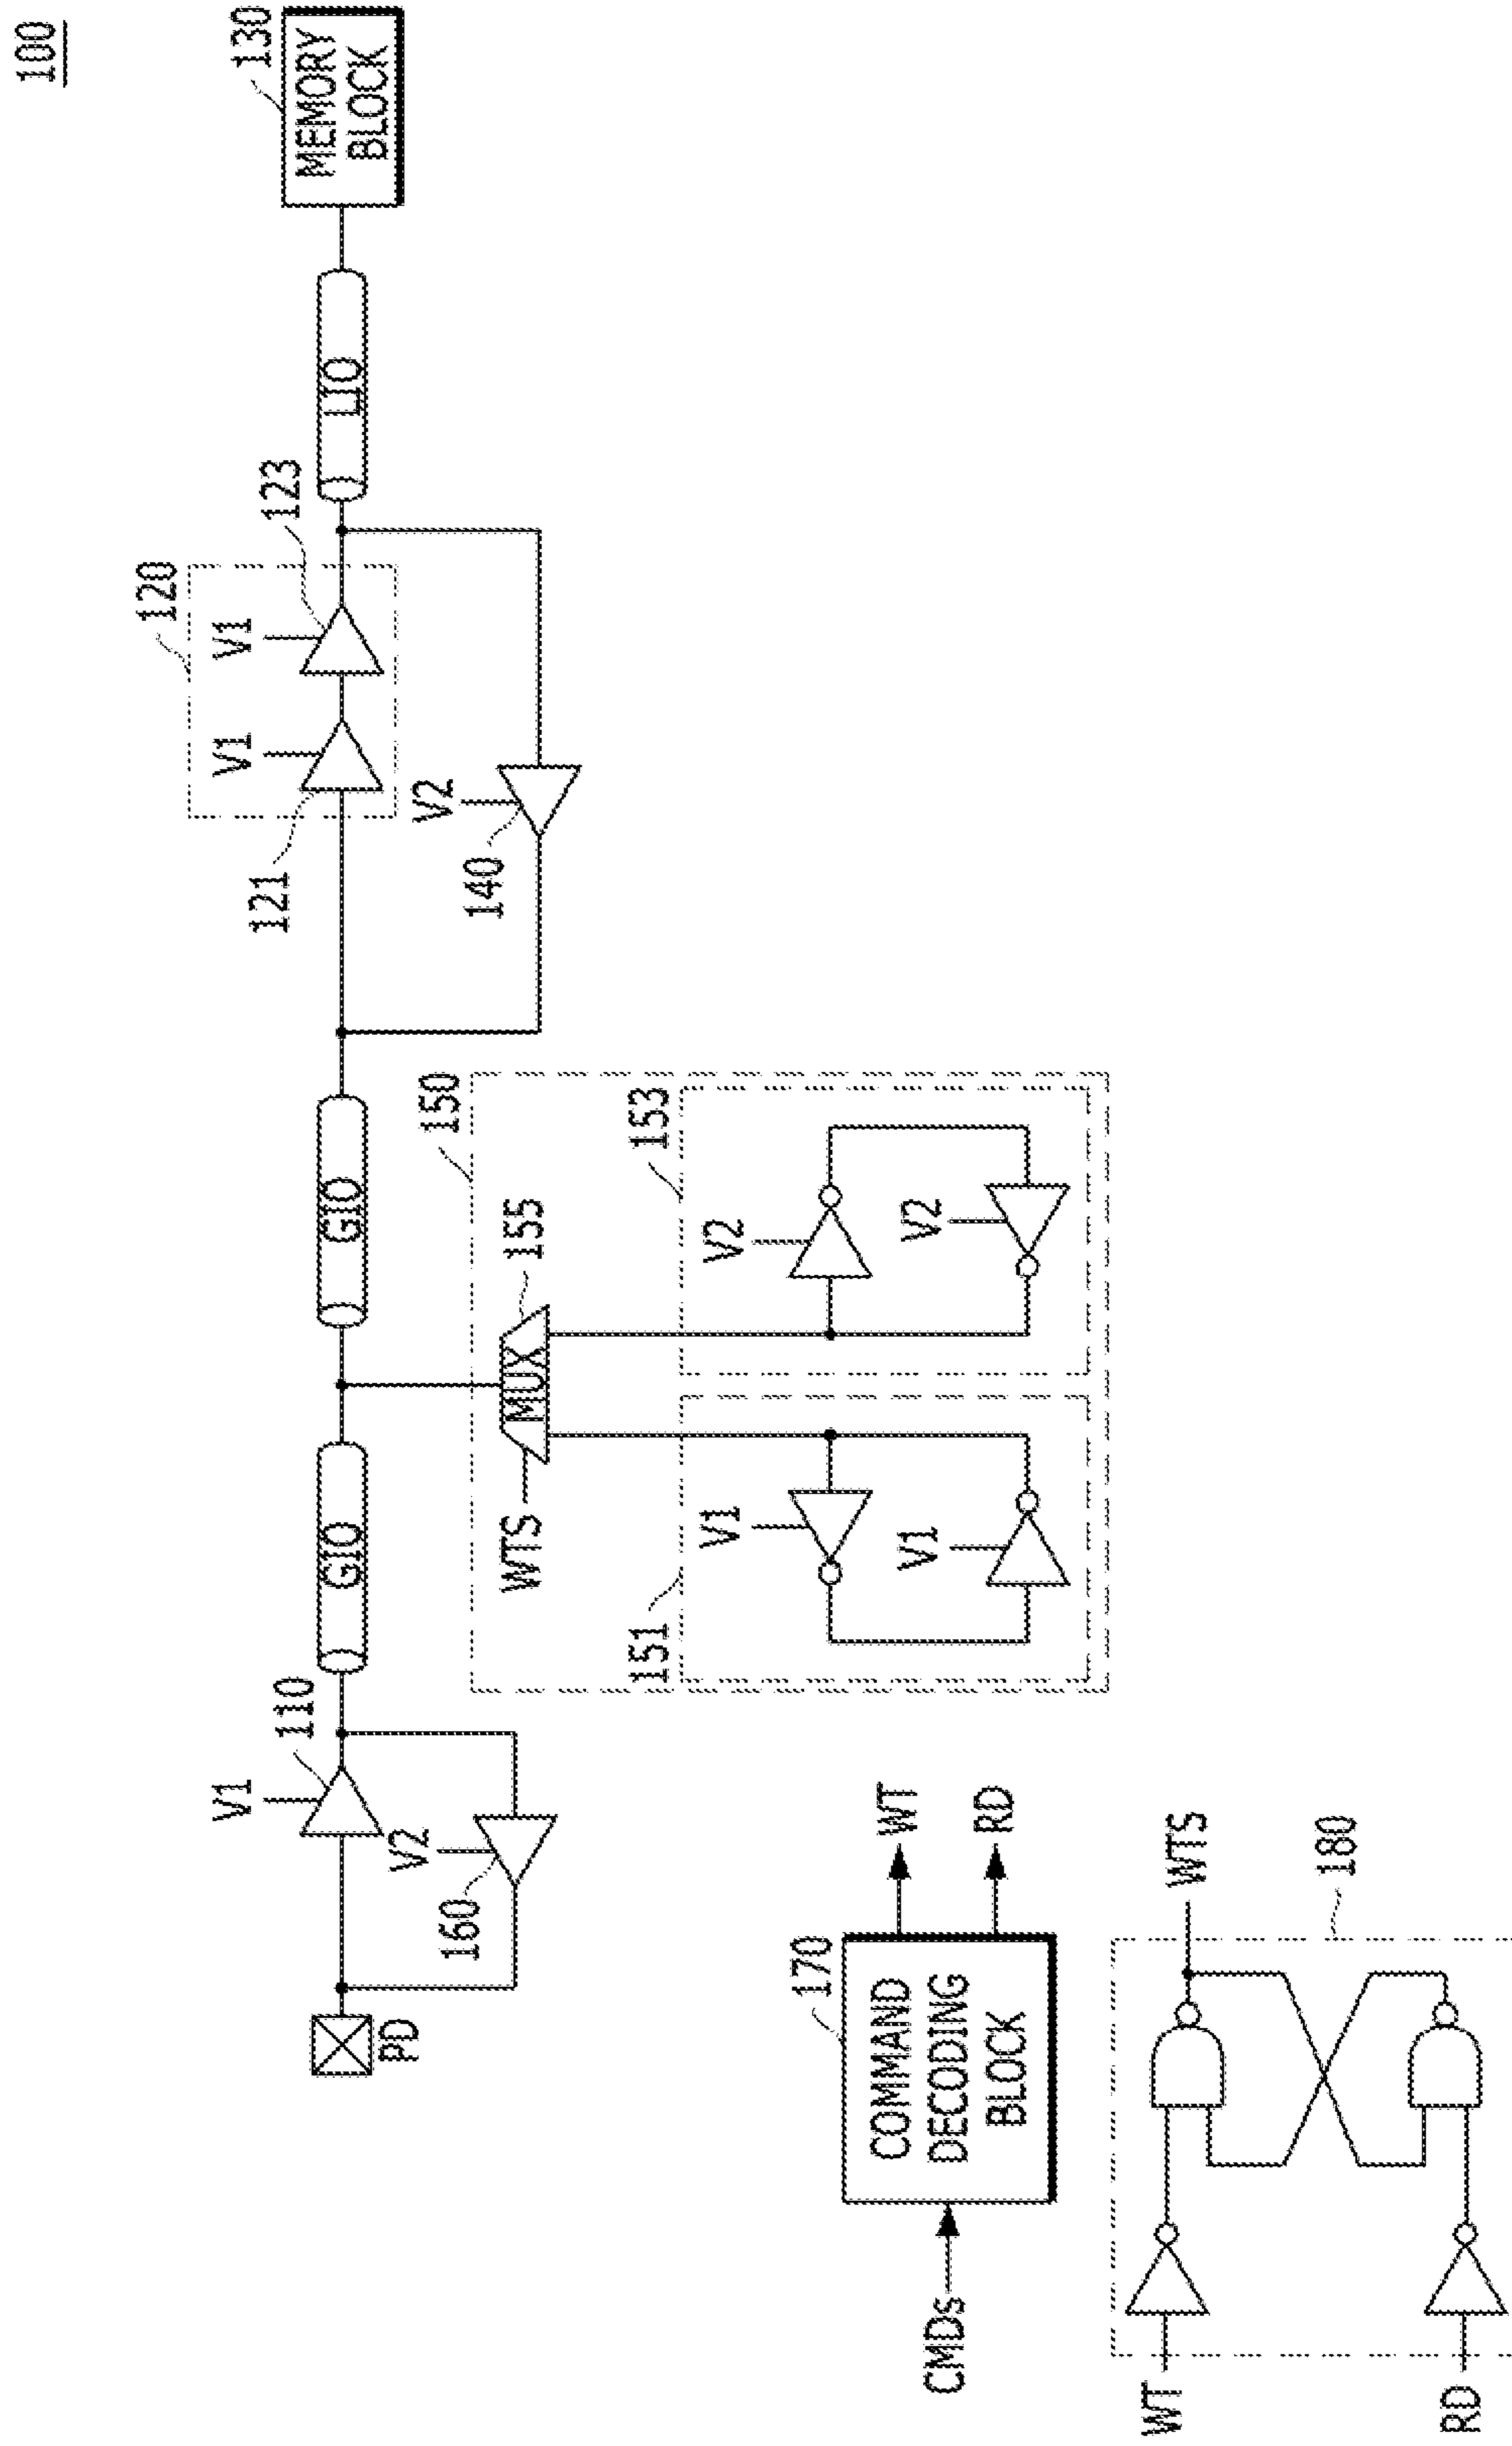 100
120
130
V1
V1
V1
110
121
123
GIO
GIO
LIO
MEMORY
BLOCK
PD
V2
160
V2
140
150
WTS
MUX
155
151
153
V1
V1
V2
V2
170
COMMAND
DECODING
BLOCK
CMDs
WT
RD
180
WT
RD
WTS